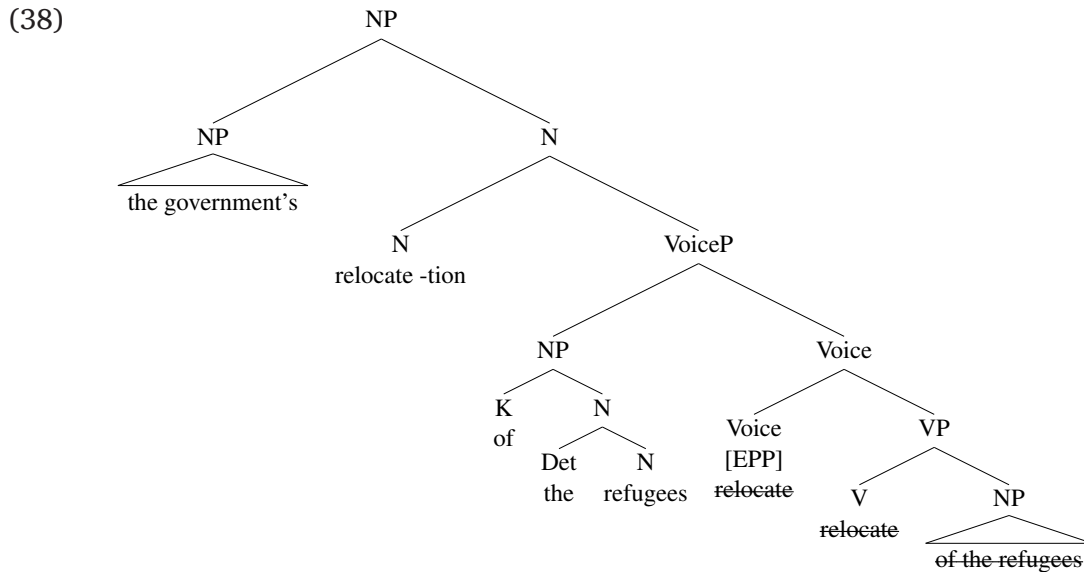 (38)
NP
NP N
the government's
N VoiceP
relocate -tion
NP Voice
K N Voice VP
of [EPP]
Det N relocate V NP
the refugees relocate
of the refugees